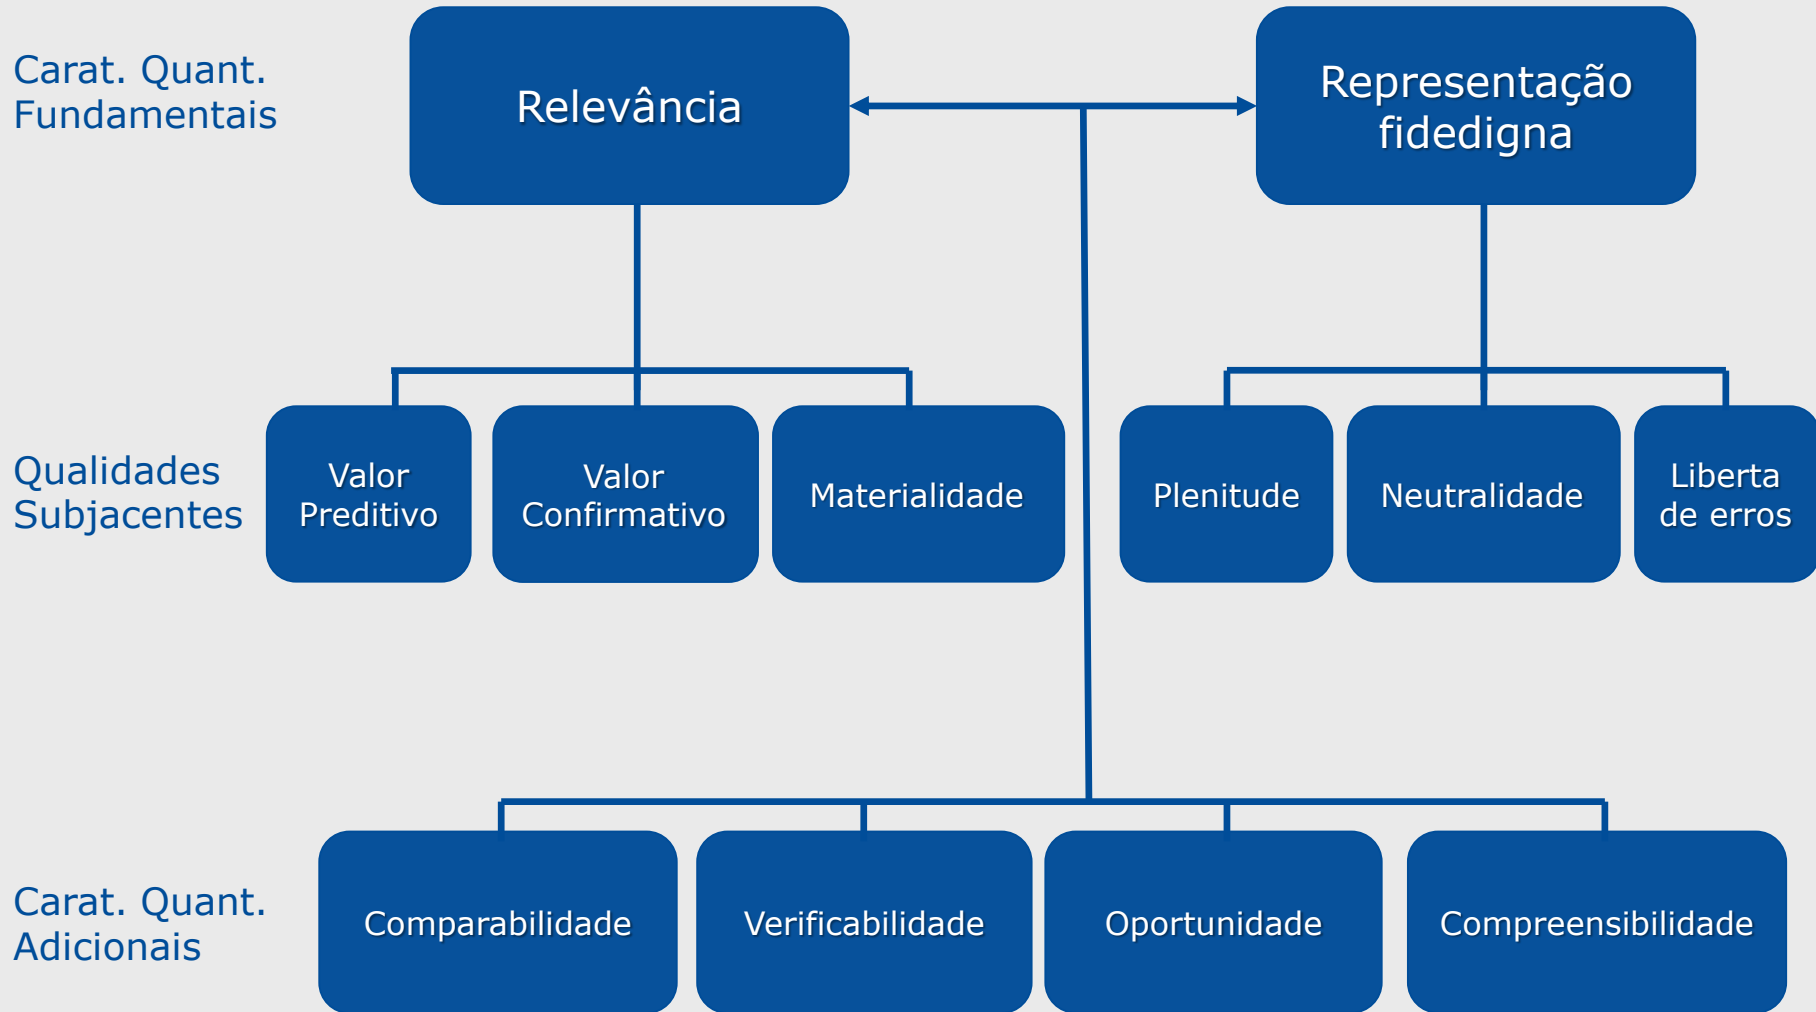 Carat. Quant.
Fundamentais
Relevância
Representação
fidedigna
Qualidades
Subjacentes
Valor
Preditivo
Valor
Confirmativo
Materialidade
Plenitude
Neutralidade
Liberta
de erros
Carat. Quant.
Adicionais
Comparabilidade
Verificabilidade
Oportunidade
Compreensibilidade